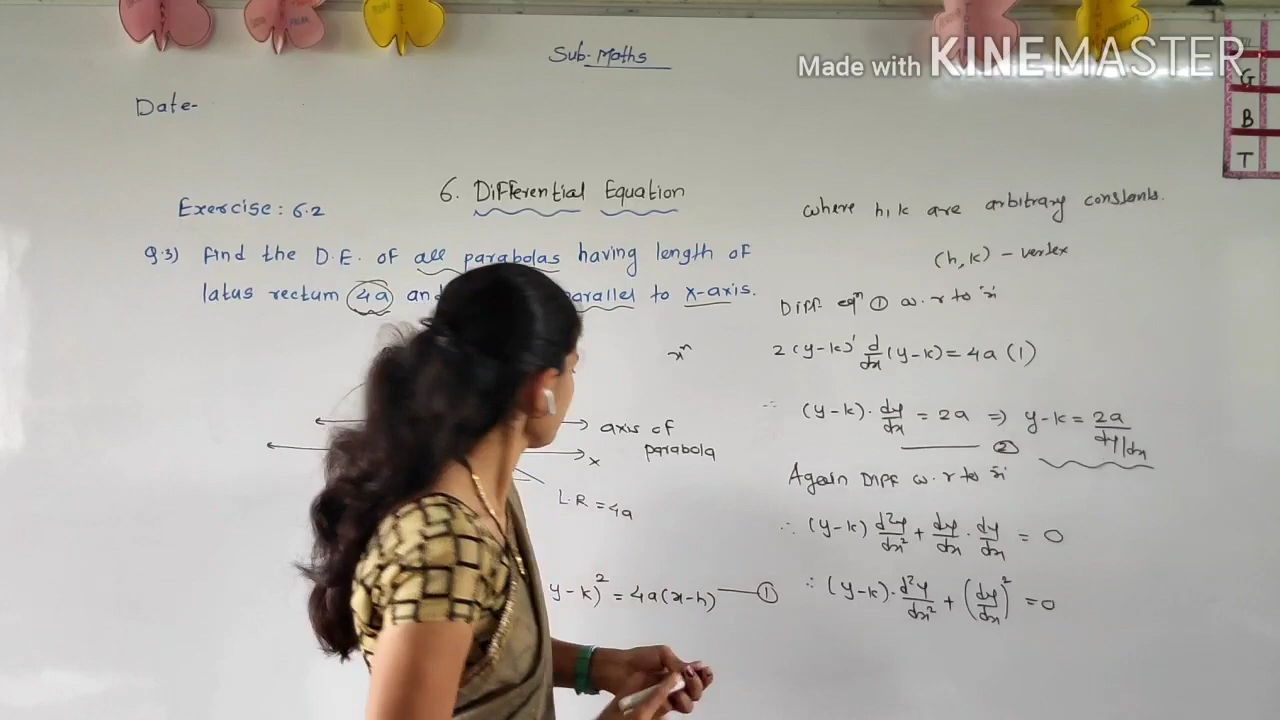 Sub- Maths
Made with KINEMASTER
G
B
T
Date-
6. Differential Equation
Exercise: 6.2
Q.3) Find the D.E. of all parabolas having length of
latus rectum 4a and parallel to x-axis.
xⁿ
axis of
parabola
x
L.R = 4a
y-k)² = 4a(x-h) —— ①
where h, k are arbitrary constants.
(h, k) - vertex
Diff. eqⁿ ① w. r to 'x'
2(y-k)¹ d/dx (y-k) = 4a (1)
∴ (y-k) · dy/dx = 2a ⇒ y-k = 2a/dy/dx
—— ②
Again Diff w. r to 'x'
∴ (y-k) d²y/dx² + dy/dx · dy/dx = 0
∴ (y-k) · d²y/dx² + (dy/dx)² = 0